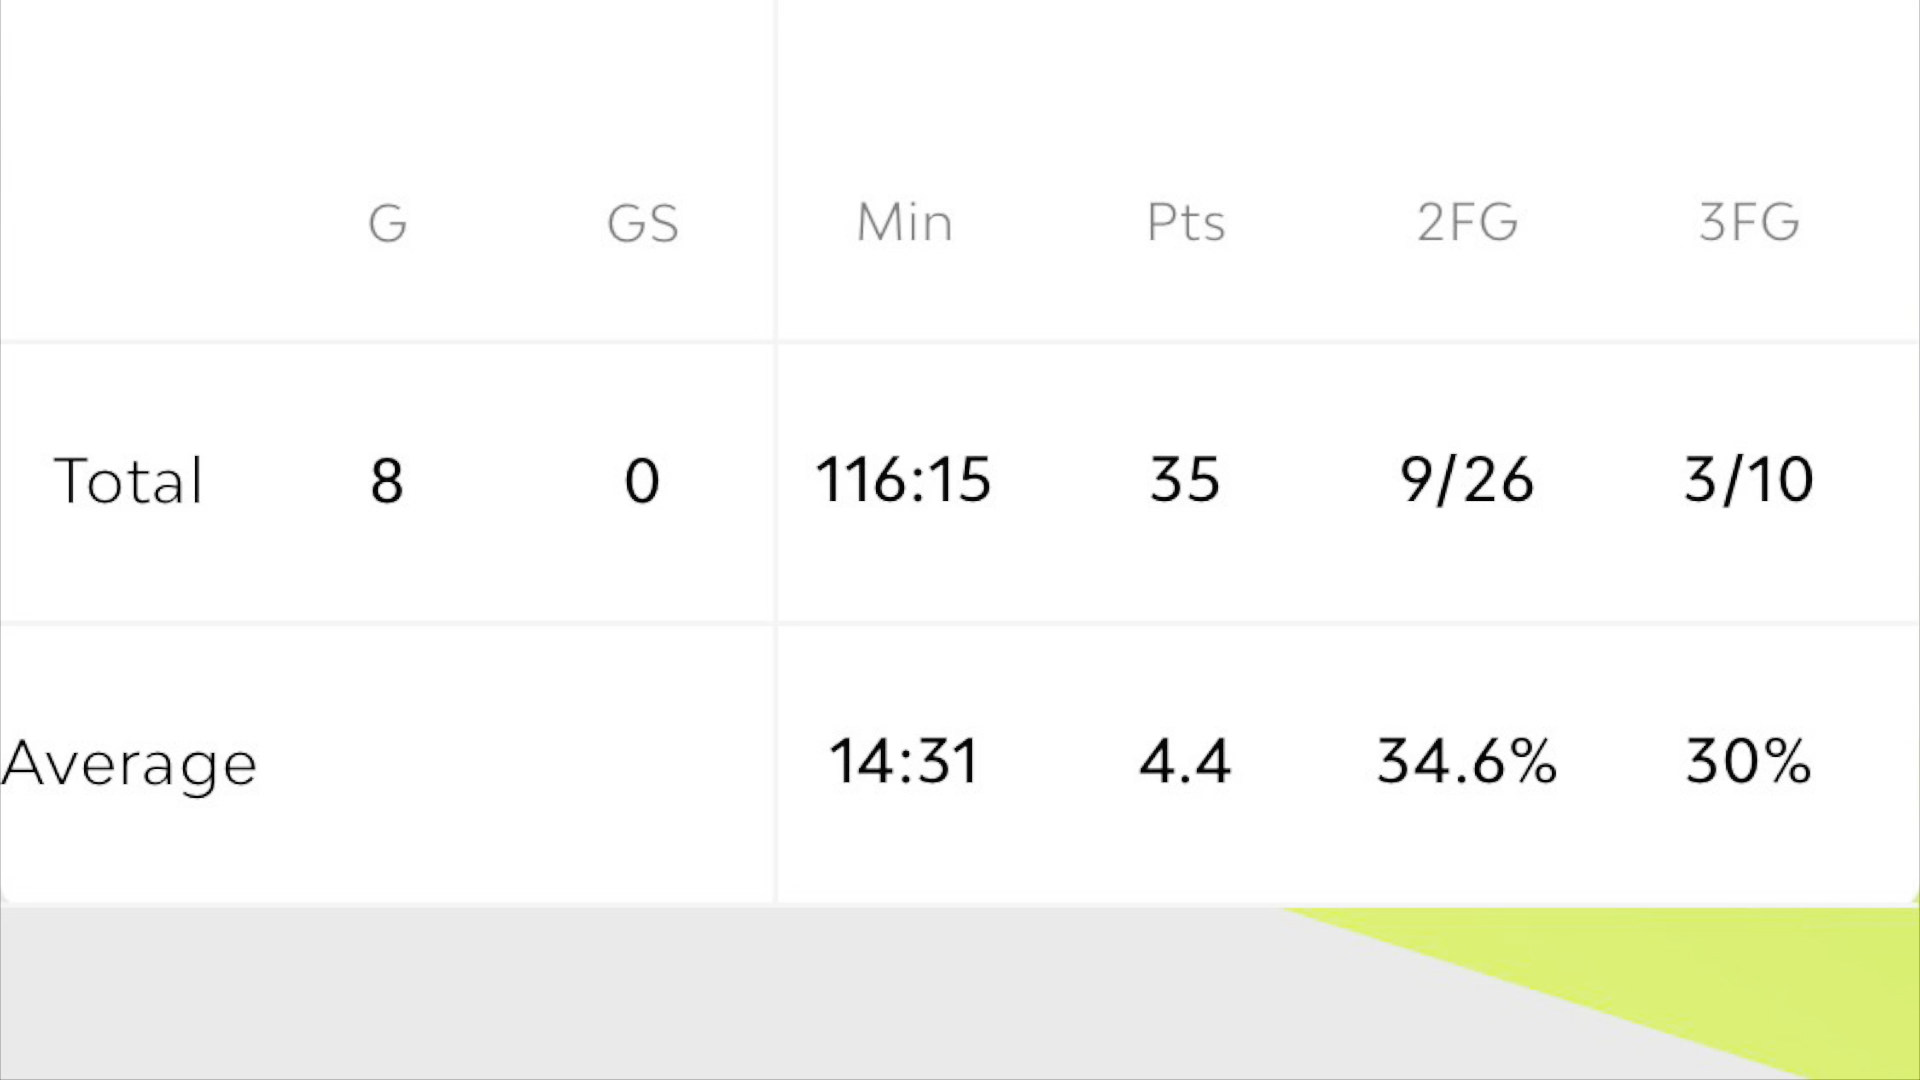 G GS Min Pts 2FG 3FG
Total 8 0 116:15 35 9/26 3/10
Average 14:31 4.4 34.6% 30%